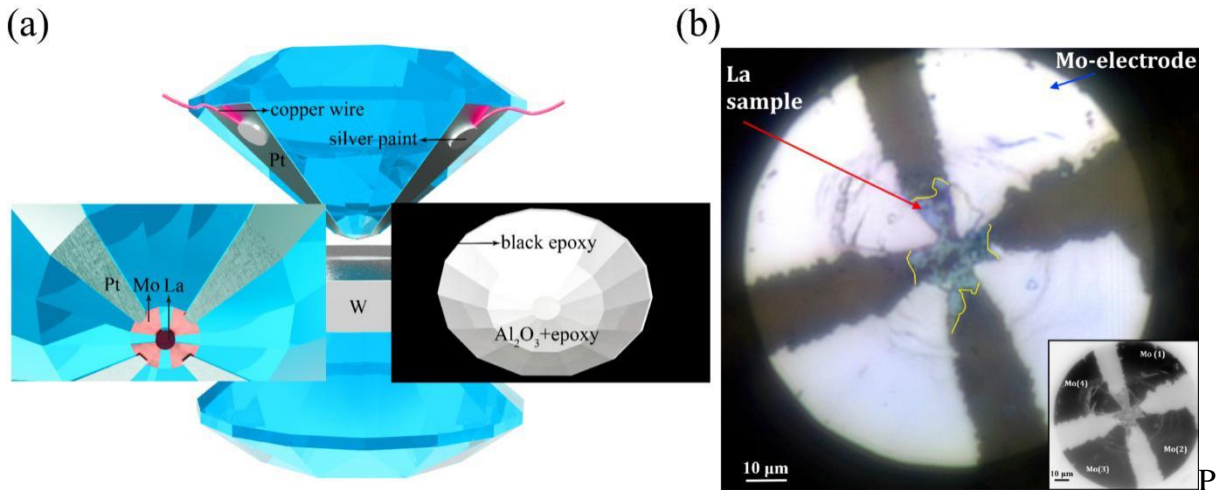 (a)
copper wire
silver paint
Pt
black epoxy
Pt
Mo
La
W
Al₂O₃+epoxy
(b)
La
sample
Mo-electrode
10 μm
Mo (1)
Mo(4)
Mo(2)
Mo(3)
10 μm
P